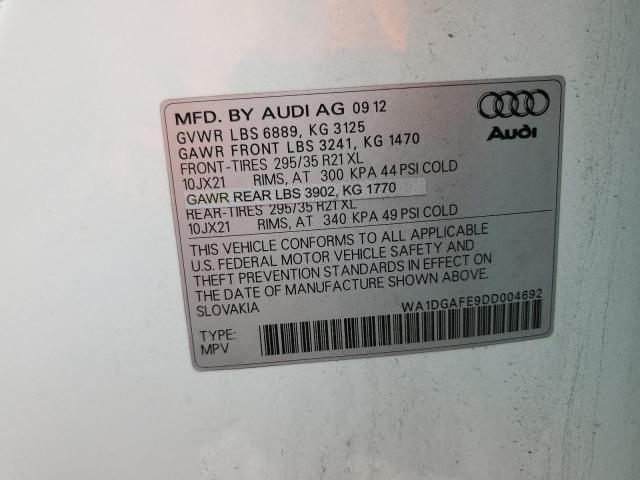 MFD. BY AUDI AG 09 12
GVWR LBS 6889, KG 3125
GAWR FRONT LBS 3241, KG 1470
FRONT-TIRES 295/35 R21 XL
10JX21 RIMS, AT 300 KPA 44 PSI COLD
GAWR REAR LBS 3902, KG 1770
REAR-TIRES 295/35 R21 XL
10JX21 RIMS, AT 340 KPA 49 PSI COLD
THIS VEHICLE CONFORMS TO ALL APPLICABLE
U.S. FEDERAL MOTOR VEHICLE SAFETY AND
THEFT PREVENTION STANDARDS IN EFFECT ON
THE DATE OF MANUFACTURE SHOWN ABOVE.
SLOVAKIA
WA1DGAFE9DD004692
TYPE:
MPV
Audi